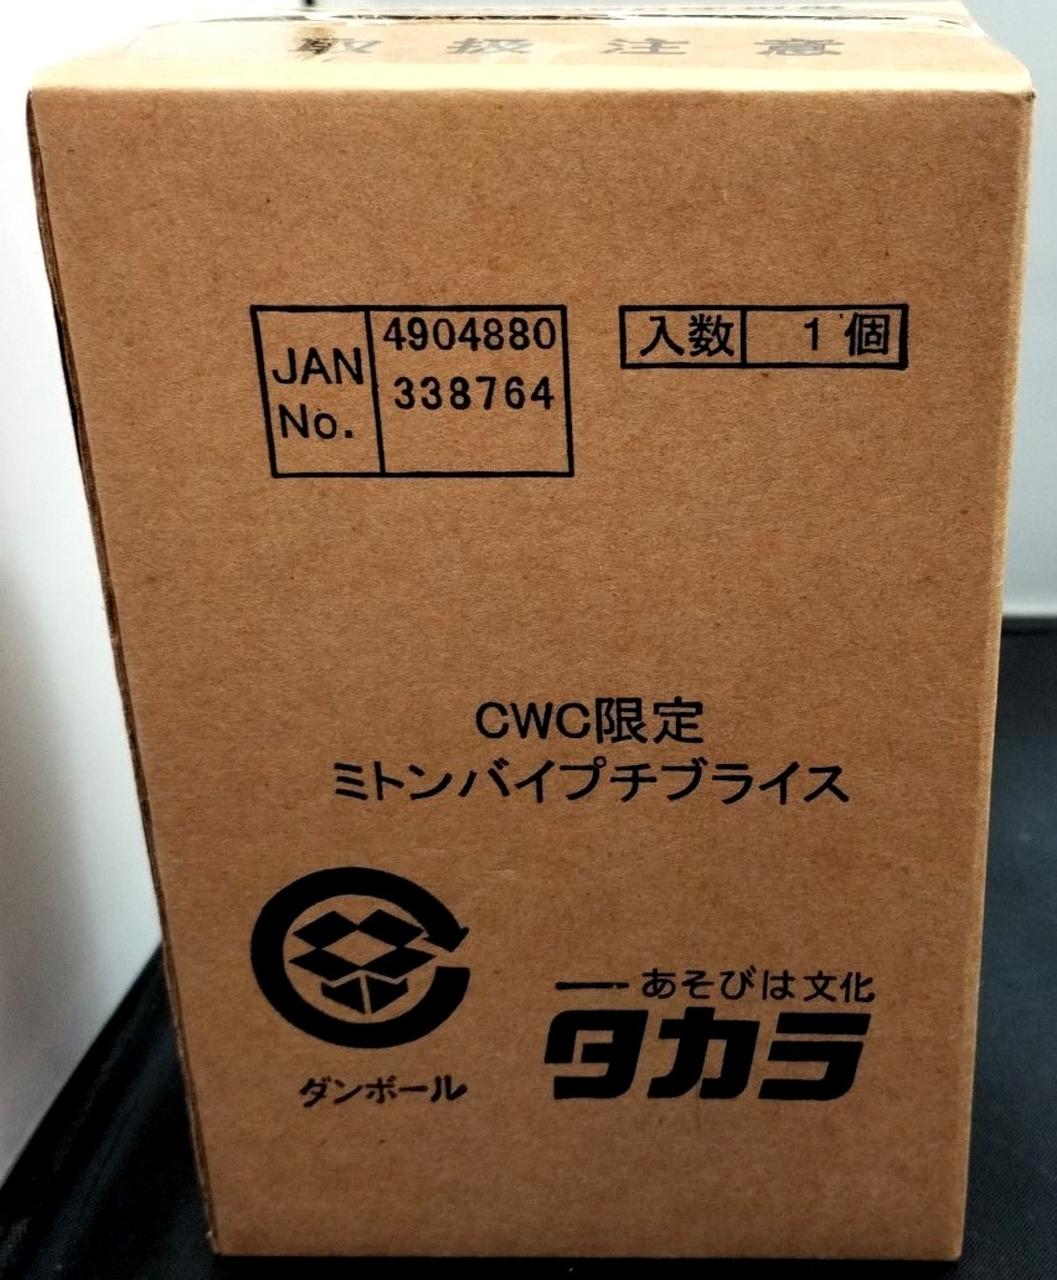 取扱注意
JAN No.
4904880
338764
入数 1個
CWC限定
ミトンバイプチブライス
ダンボール
あそびは文化
タカラ